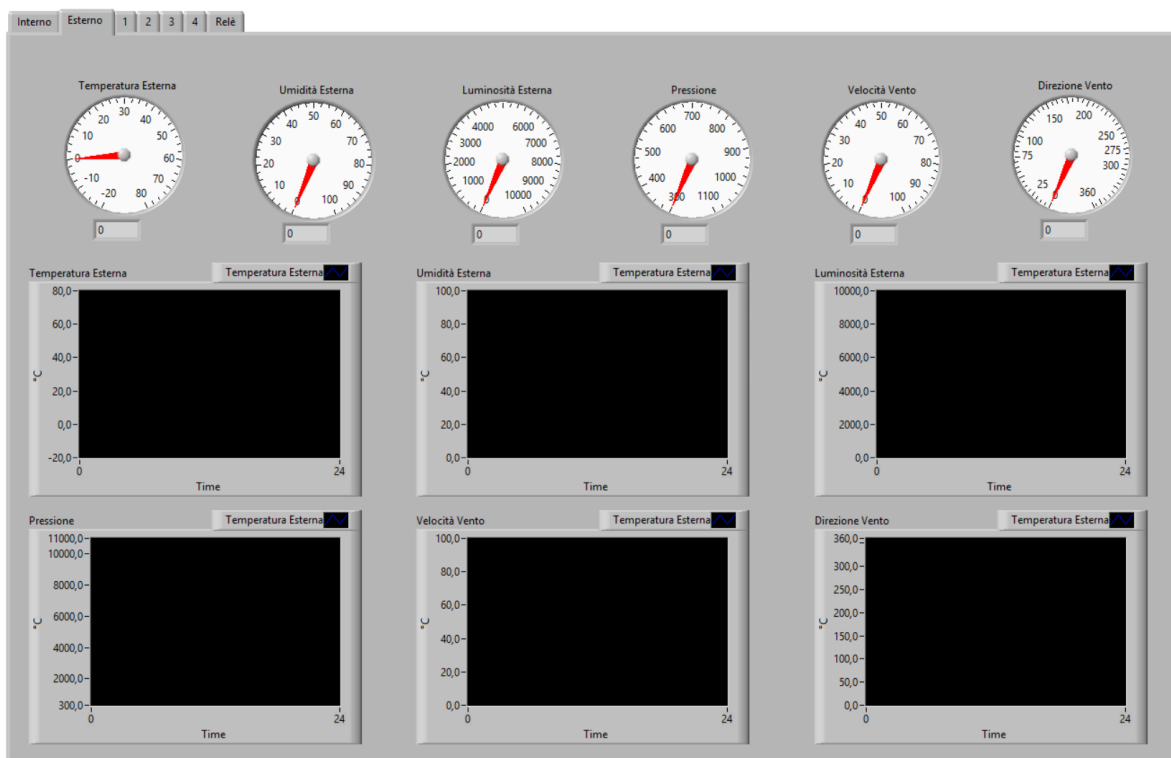 Interno Esterno 1 2 3 4 Relè
Temperatura Esterna
-20 -10 0 10 20 30 40 50 60 70 80
0
Umidità Esterna
0 10 20 30 40 50 60 70 80 90 100
0
Luminosità Esterna
0 1000 2000 3000 4000 6000 7000 8000 9000 10000
0
Pressione
300 400 500 600 700 800 900 1000 1100
0
Velocità Vento
0 10 20 30 40 50 60 70 80 90 100
0
Direzione Vento
0 25 75 100 150 200 250 275 300 360
0
Temperatura Esterna
Temperatura Esterna
80,0
60,0
40,0
20,0
0,0
-20,0
°C
0 24
Time
Umidità Esterna
Temperatura Esterna
100,0
80,0
60,0
40,0
20,0
0,0
°C
0 24
Time
Luminosità Esterna
Temperatura Esterna
10000,0
8000,0
6000,0
4000,0
2000,0
0,0
°C
0 24
Time
Pressione
Temperatura Esterna
11000,0
10000,0
8000,0
6000,0
4000,0
2000,0
300,0
°C
0 24
Time
Velocità Vento
Temperatura Esterna
100,0
80,0
60,0
40,0
20,0
0,0
°C
0 24
Time
Direzione Vento
Temperatura Esterna
360,0
300,0
250,0
200,0
150,0
100,0
50,0
0,0
°C
0 24
Time